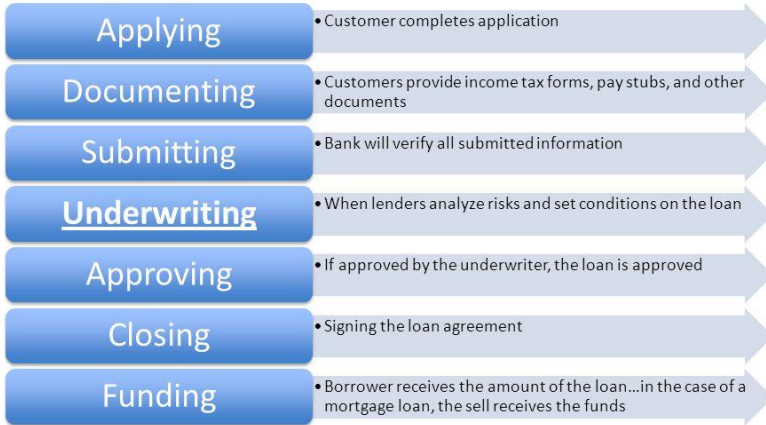 Applying
• Customer completes application
Documenting
• Customers provide income tax forms, pay stubs, and other
documents
Submitting
• Bank will verify all submitted information
Underwriting
• When lenders analyze risks and set conditions on the loan
Approving
• If approved by the underwriter, the loan is approved
Closing
• Signing the loan agreement
Funding
• Borrower receives the amount of the loan...in the case of a
mortgage loan, the sell receives the funds